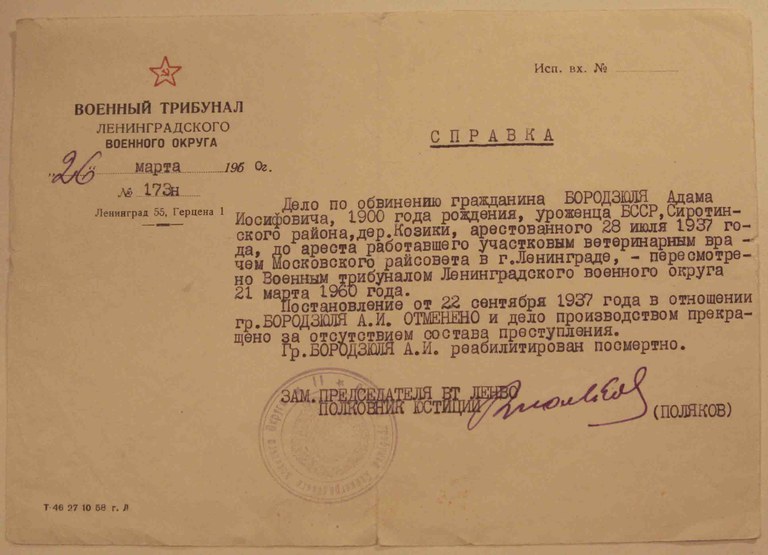 Исп. вх. №
ВОЕННЫЙ ТРИБУНАЛ
ЛЕНИНГРАДСКОГО
ВОЕННОГО ОКРУГА
"26" марта 1960г.
№ 173н
Ленинград 55, Герцена 1
СПРАВКА
Дело по обвинению гражданина БОРОДЗЮЛЯ Адама
Иосифовича, 1900 года рождения, уроженца БССР,Сиротин-
ского района,дер.Козики, арестованного 28 июля 1937 го-
да, до ареста работавшего участковым ветеринарным вра -
чем Московского райсовета в г.Ленинграде, - пересмотре-
но Военным трибуналом Ленинградского военного округа
21 марта 1960 года.
Постановление от 22 сентября 1937 года в отношении
гр.БОРОДЗЮЛЯ А.И. ОТМЕНЕНО и дело производством прекра-
щено за отсутствием состава преступления.
Гр.БОРОДЗЮЛЯ А.И. реабилитирован посмертно.
ЗАМ.ПРЕДСЕДАТЕЛЯ ВТ ЛЕНВО
ПОЛКОВНИК ЮСТИЦИИ
(ПОЛЯКОВ)
Т-46 27 10 58 г. Л